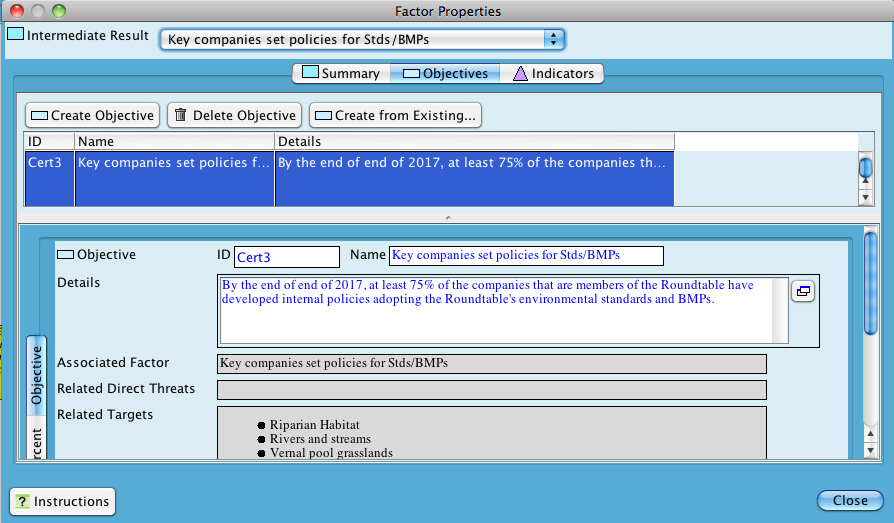 Factor Properties
Intermediate Result Key companies set policies for Stds/BMPs
Summary Objectives Indicators
Create Objective Delete Objective Create from Existing...
ID Name Details
Cert3 Key companies set policies f... By the end of end of 2017, at least 75% of the companies th...
Objective ID Cert3 Name Key companies set policies for Stds/BMPs
Details By the end of end of 2017, at least 75% of the companies that are members of the Roundtable have
developed internal policies adopting the Roundtable's environmental standards and BMPs.
Objective
Associated Factor Key companies set policies for Stds/BMPs
Related Direct Threats
Related Targets
Riparian Habitat
Rivers and streams
Vernal pool grasslands
? Instructions Close